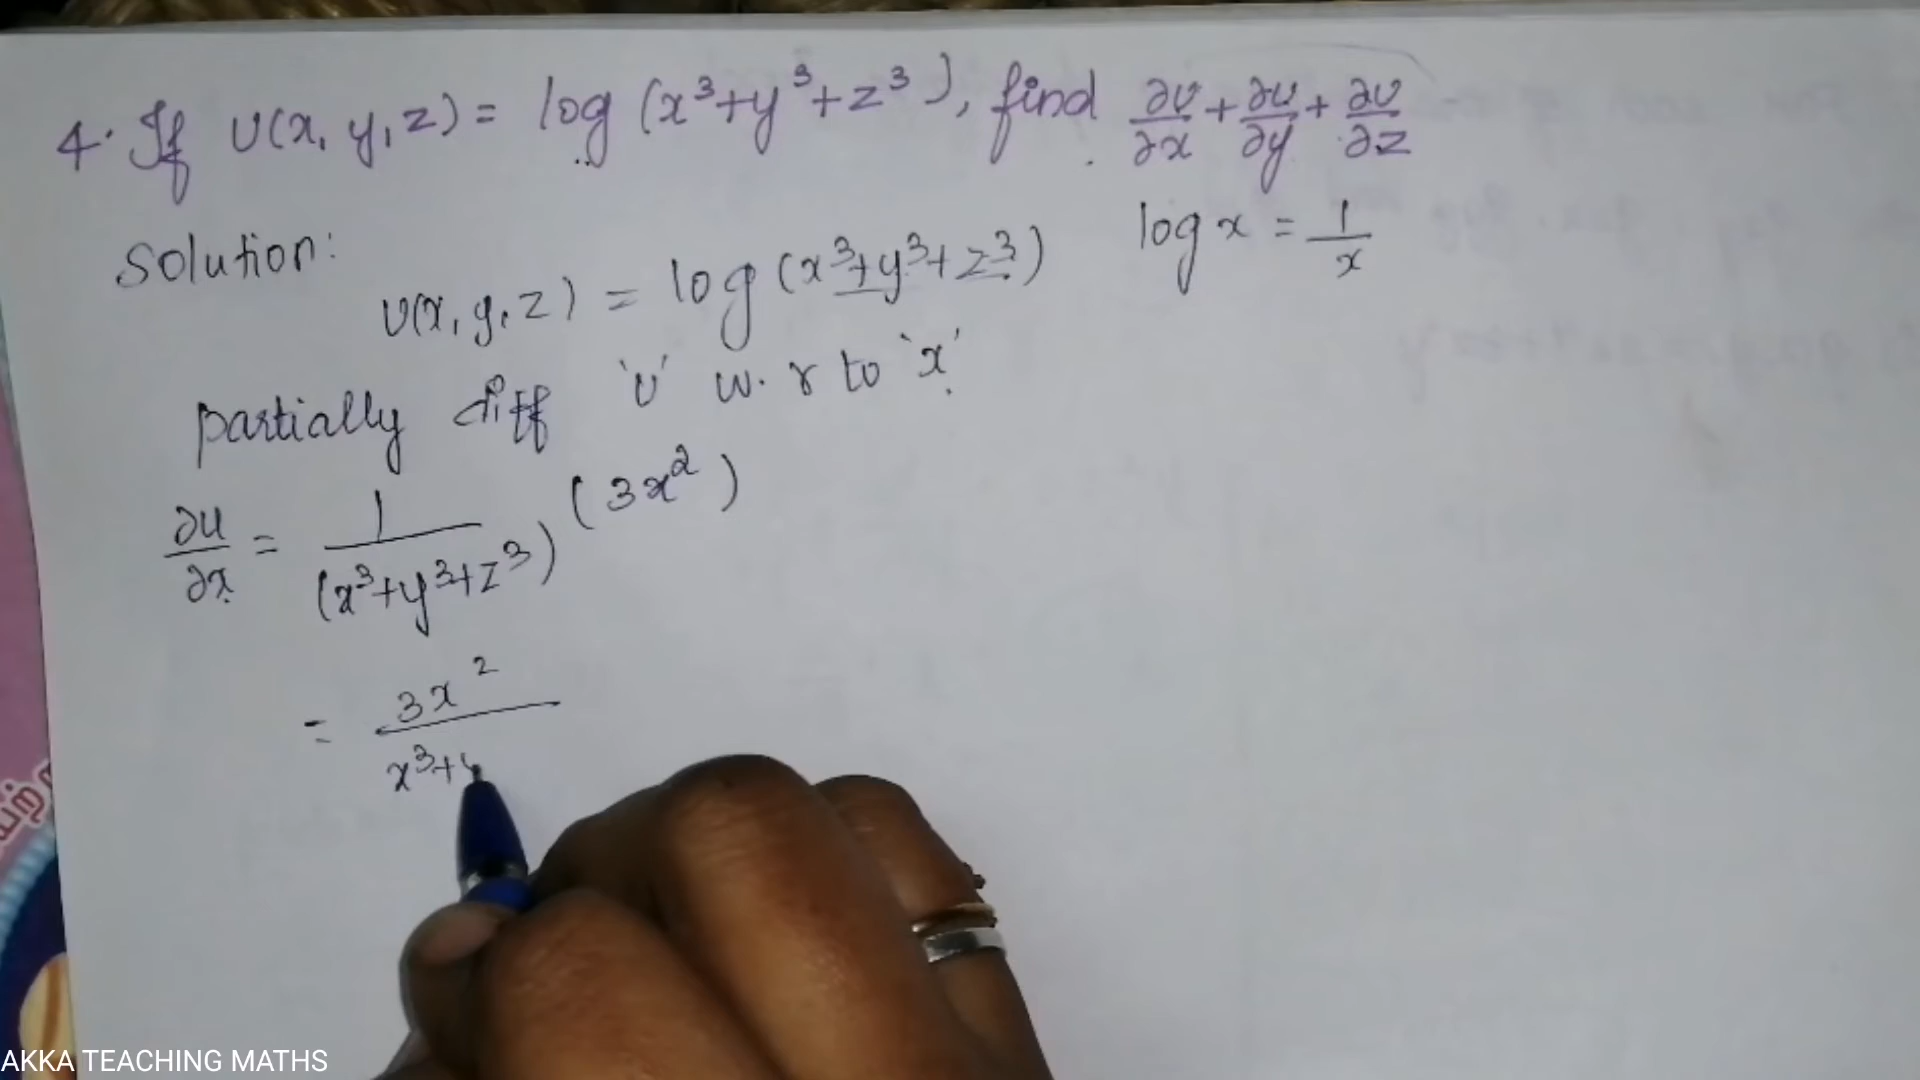 4. If U(x, y, z) = log (x³+y³+z³), find ∂U/∂x + ∂U/∂y + ∂U/∂z
Solution:
log x = 1/x
U(x, y, z) = log (x³+y³+z³)
partially diff 'U' w. r to 'x'
∂u/∂x = 1/(x³+y³+z³) (3x²)
= 3x²/x³+y
AKKA TEACHING MATHS